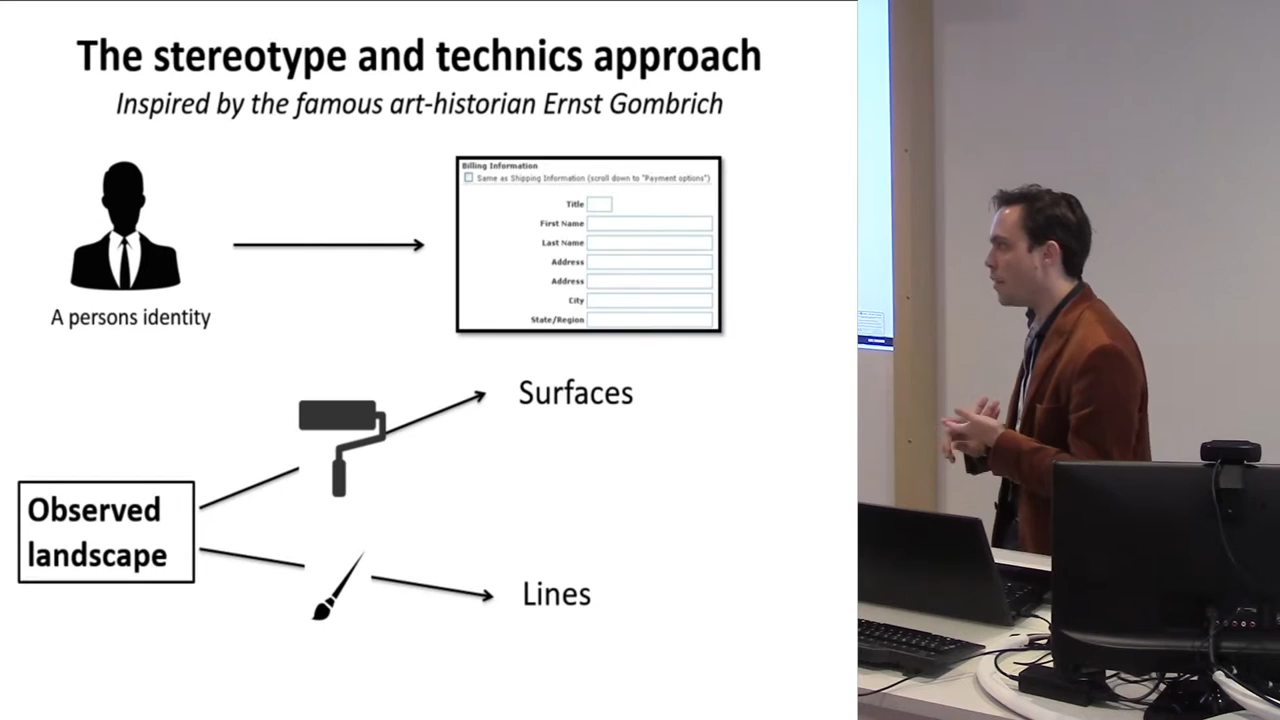 The stereotype and technics approach
Inspired by the famous art-historian Ernst Gombrich
Billing Information
Same as Shipping Information (scroll down to "Payment options")
Title
First Name
Last Name
Address
Address
City
State/Region
A persons identity
Surfaces
Observed
landscape
Lines